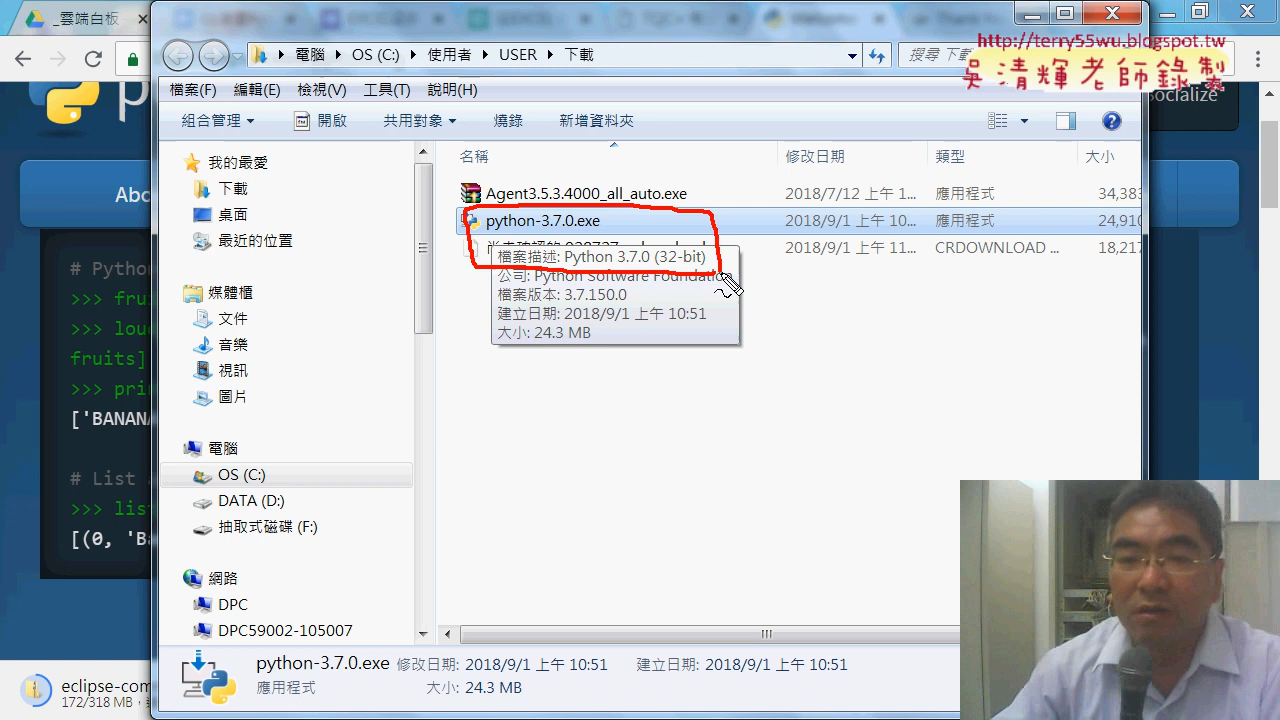 _雲端白板
電腦 OS (C:) 使用者 USER 下載
搜尋 下載
http://terry55wu.blogspot.tw
吳清輝老師錄製
檔案(F) 編輯(E) 檢視(V) 工具(T) 說明(H)
Socialize
組合管理 開啟 共用對象 燒錄 新增資料夾
名稱 修改日期 類型 大小
我的最愛
下載
桌面
最近的位置
媒體櫃
文件
音樂
視訊
圖片
電腦
OS (C:)
DATA (D:)
抽取式磁碟 (F:)
網路
DPC
DPC59002-105007
Agent3.5.3.4000_all_auto.exe 2018/7/12 上午 1... 應用程式 34,383
python-3.7.0.exe 2018/9/1 上午 10... 應用程式 24,910
2018/9/1 上午 11... CRDOWNLOAD ... 18,217
檔案描述: Python 3.7.0 (32-bit)
公司: Python Software Foundation
檔案版本: 3.7.150.0
建立日期: 2018/9/1 上午 10:51
大小: 24.3 MB
p
Abo
# Python
>>> fru
>>> lou
fruits]
>>> pri
['BANANA
# List
>>> lis
[(0, 'Ba
python-3.7.0.exe 修改日期: 2018/9/1 上午 10:51 建立日期: 2018/9/1 上午 10:51
應用程式 大小: 24.3 MB
eclipse-com
172/318 MB，